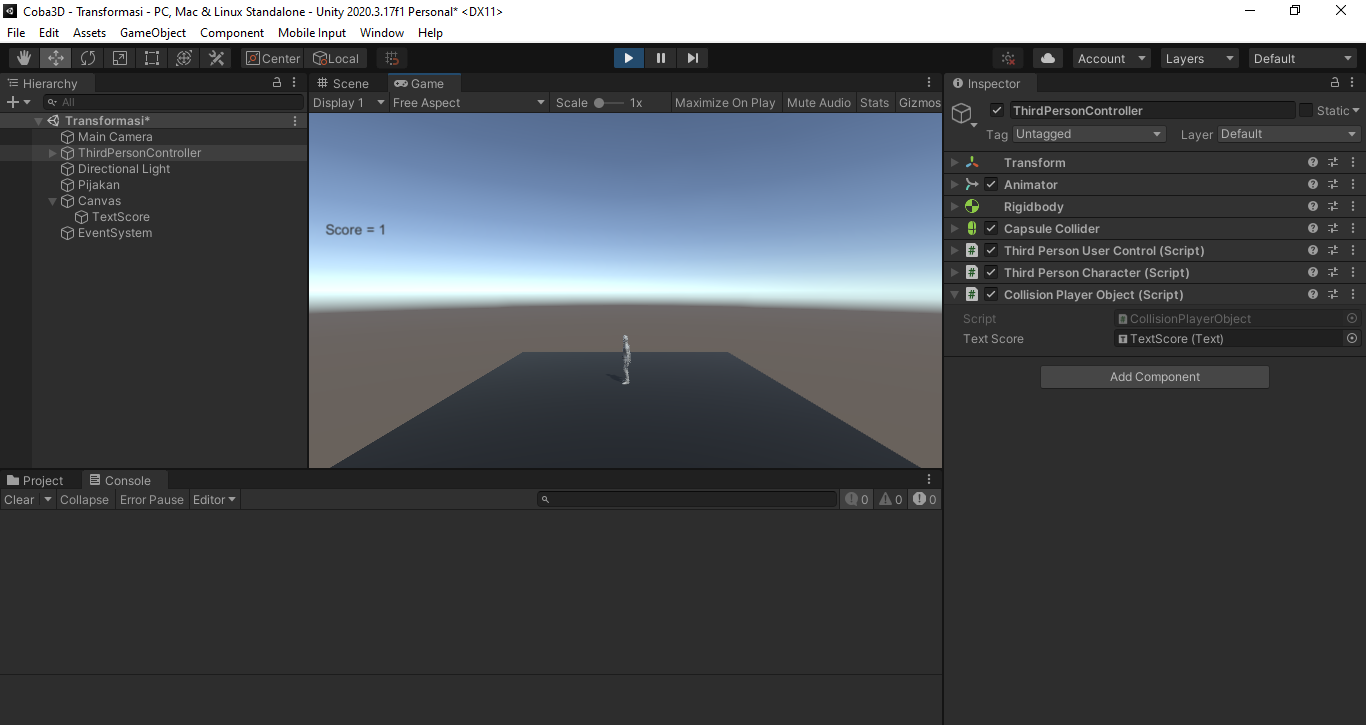 Coba3D - Transformasi - PC, Mac & Linux Standalone - Unity 2020.3.17f1 Personal* <DX11>
File Edit Assets GameObject Component Mobile Input Window Help
Center Local Account Layers Default
Hierarchy
All
Transformasi*
Main Camera
ThirdPersonController
Directional Light
Pijakan
Canvas
TextScore
EventSystem
Scene Game
Display 1 Free Aspect Scale 1x Maximize On Play Mute Audio Stats Gizmos
Score = 1
Inspector
ThirdPersonController Static
Tag Untagged Layer Default
Transform
Animator
Rigidbody
Capsule Collider
# Third Person User Control (Script)
# Third Person Character (Script)
# Collision Player Object (Script)
Script # CollisionPlayerObject
Text Score TextScore (Text)
Add Component
Project Console
Clear Collapse Error Pause Editor 0 0 0